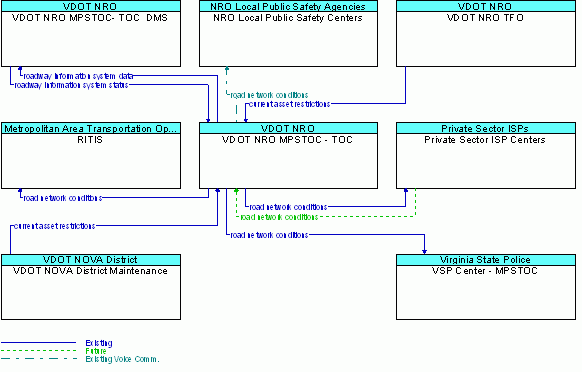 VDOT NRO
VDOT NRO MPSTOC- TOC DMS
NRO Local Public Safety Agencies
NRO Local Public Safety Centers
VDOT NRO
VDOT NRO TFO
roadway information system data
roadway information system status
road network conditions
current asset restrictions
Metropolitan Area Transportation Op...
RITIS
VDOT NRO
VDOT NRO MPSTOC - TOC
Private Sector ISPs
Private Sector ISP Centers
road network conditions
road network conditions
road network conditions
current asset restrictions
road network conditions
VDOT NOVA District
VDOT NOVA District Maintenance
Virginia State Police
VSP Center - MPSTOC
Existing
Future
Existing Voice Comm.